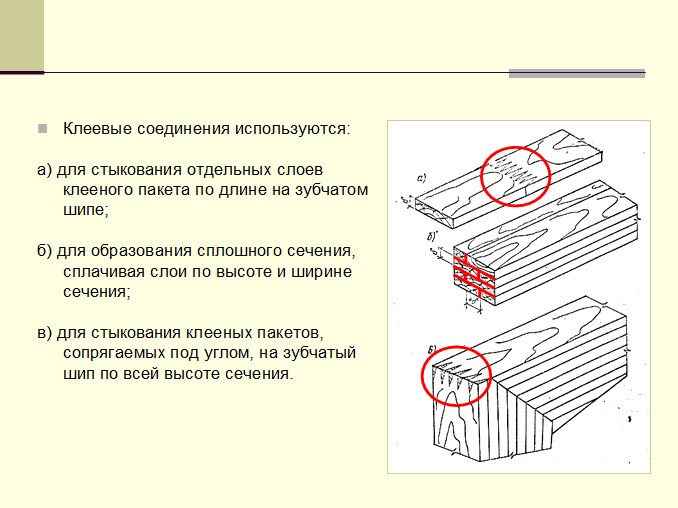 Клеевые соединения используются:
а) для стыкования отдельных слоев
клееного пакета по длине на зубчатом
шипе;
б) для образования сплошного сечения,
сплачивая слои по высоте и ширине
сечения;
в) для стыкования клееных пакетов,
сопрягаемых под углом, на зубчатый
шип по всей высоте сечения.
а)
б)
в)